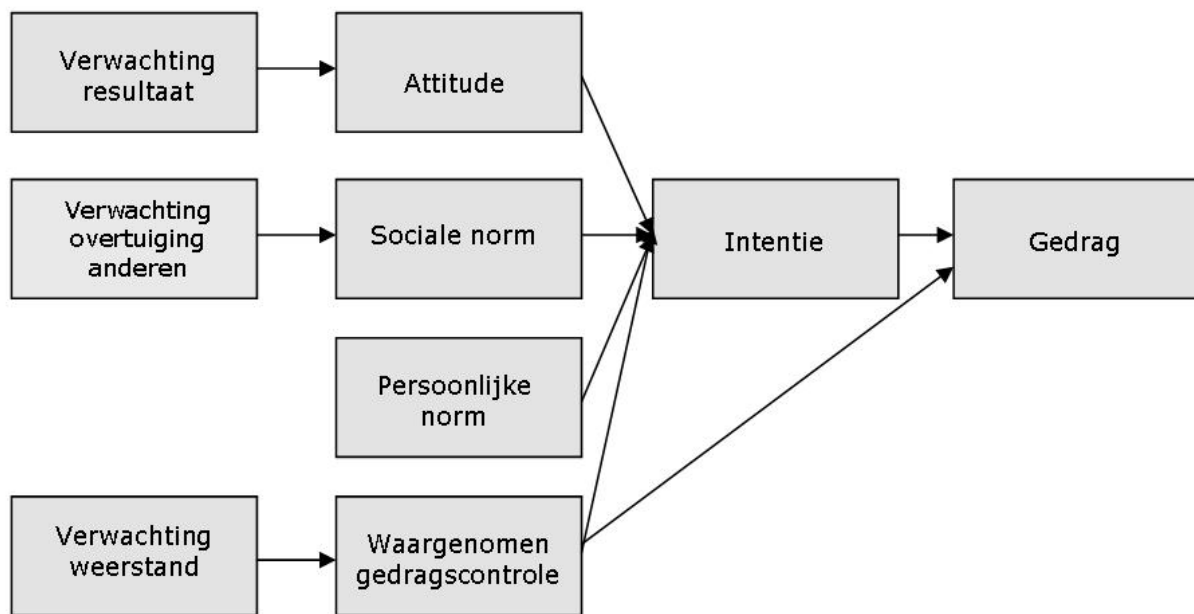 Verwachting
resultaat
Attitude
Verwachting
overtuiging
anderen
Sociale norm
Intentie
Gedrag
Persoonlijke
norm
Verwachting
weerstand
Waargenomen
gedragscontrole